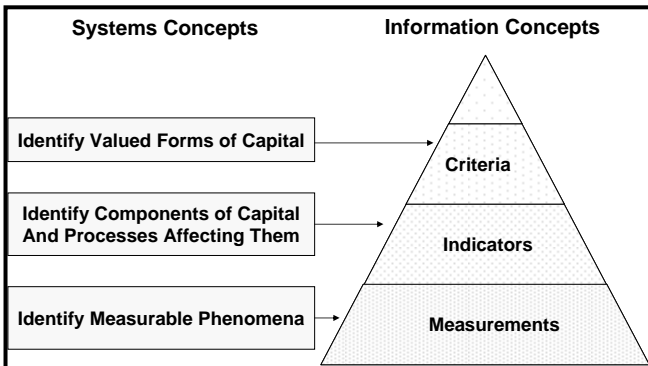 Systems Concepts
Information Concepts
Identify Valued Forms of Capital
Criteria
Identify Components of Capital
And Processes Affecting Them
Indicators
Identify Measurable Phenomena
Measurements